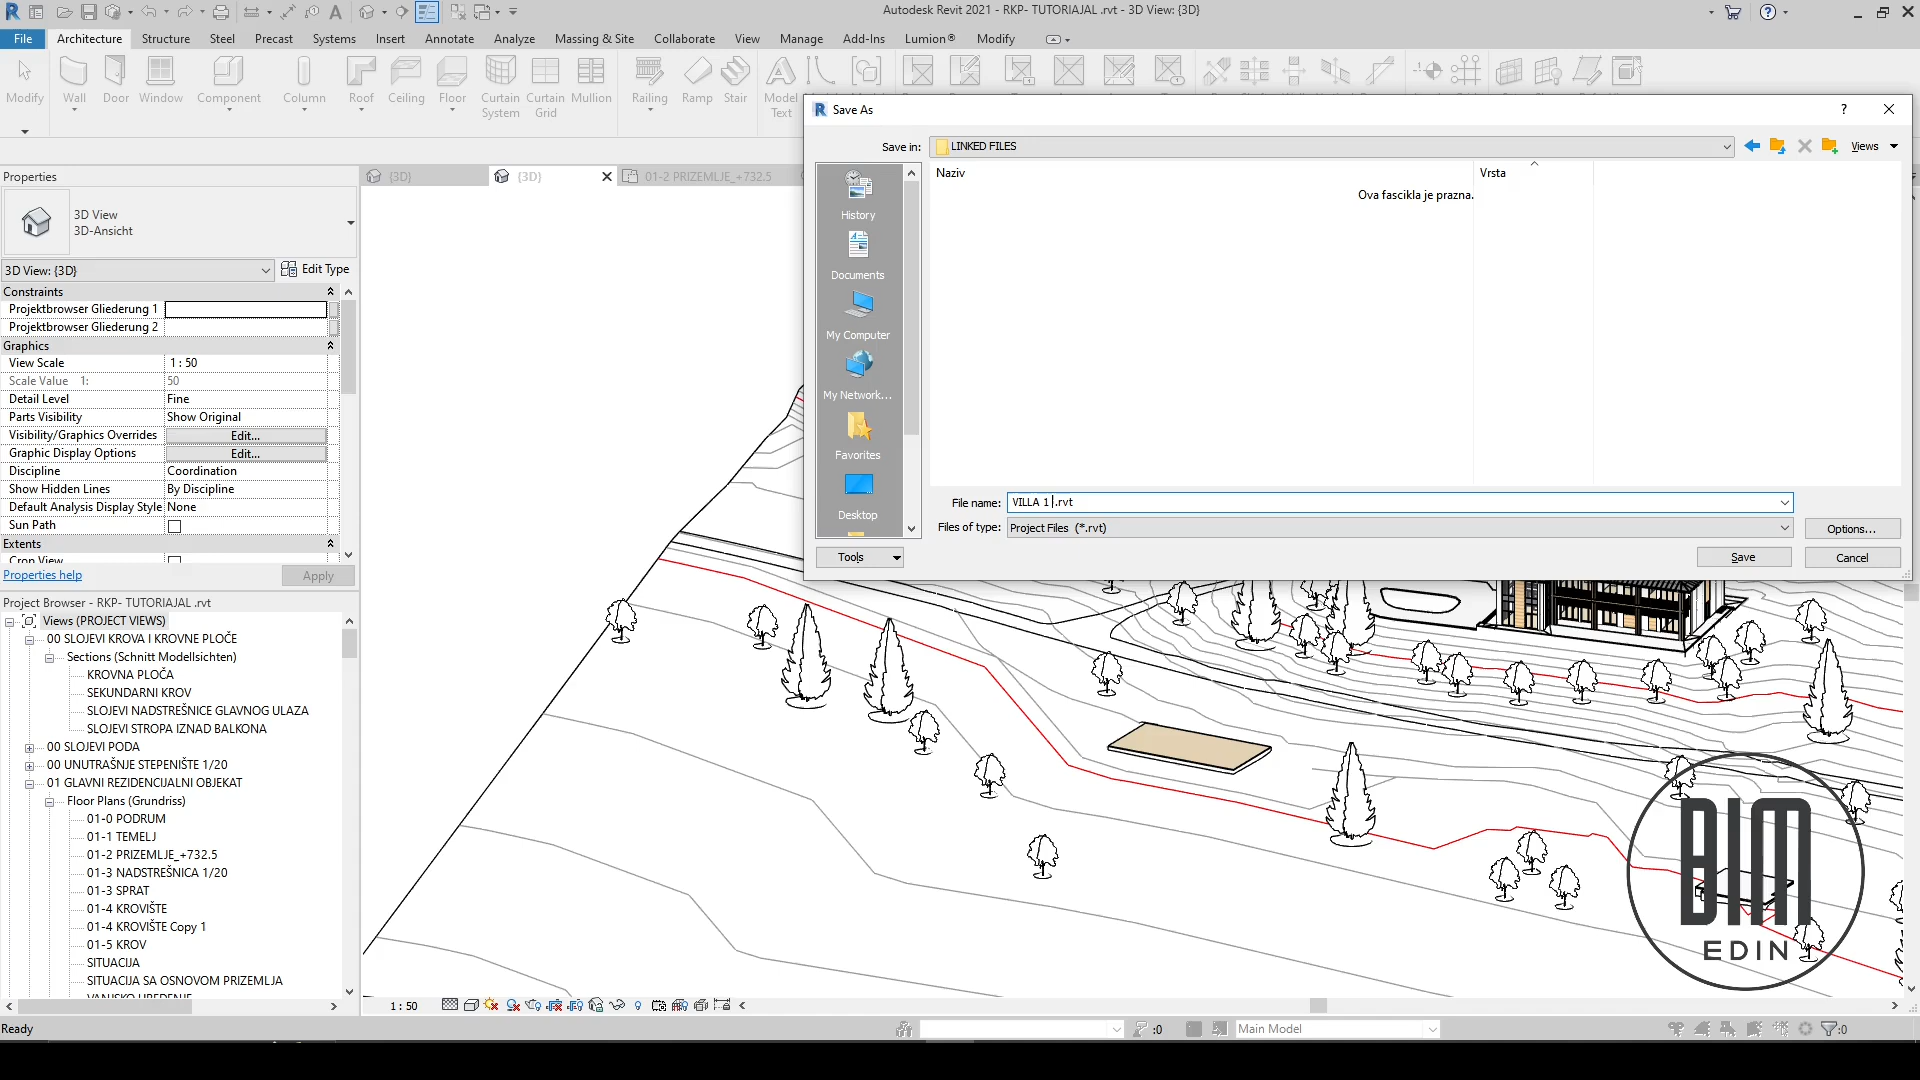 Autodesk Revit 2021 - RKP- TUTORIAJAL .rvt - 3D View: {3D}
File Architecture Structure Steel Precast Systems Insert Annotate Analyze Massing & Site Collaborate View Manage Add-Ins Lumion® Modify
Modify Wall Door Window Component Column Roof Ceiling Floor Curtain System Curtain Grid Mullion Railing Ramp Stair Model Text
Save As
Save in: LINKED FILES Views
Naziv Vrsta
Ova fascikla je prazna.
History
Documents
My Computer
My Network...
Favorites
Desktop
File name: VILLA 1 .rvt
Files of type: Project Files (*.rvt) Options...
Tools Save Cancel
{3D} {3D} 01-2 PRIZEMLJE_+732.5
Properties
3D View
3D-Ansicht
3D View: {3D} Edit Type
Constraints
Projektbrowser Gliederung 1
Projektbrowser Gliederung 2
Graphics
View Scale 1 : 50
Scale Value 1: 50
Detail Level Fine
Parts Visibility Show Original
Visibility/Graphics Overrides Edit...
Graphic Display Options Edit...
Discipline Coordination
Show Hidden Lines By Discipline
Default Analysis Display Style None
Sun Path
Extents
Crop View
Properties help Apply
Project Browser - RKP- TUTORIAJAL .rvt
Views (PROJECT VIEWS)
00 SLOJEVI KROVA I KROVNE PLOČE
Sections (Schnitt Modellsichten)
KROVNA PLOČA
SEKUNDARNI KROV
SLOJEVI NADSTREŠNICE GLAVNOG ULAZA
SLOJEVI STROPA IZNAD BALKONA
00 SLOJEVI PODA
00 UNUTRAŠNJE STEPENIŠTE 1/20
01 GLAVNI REZIDENCIJALNI OBJEKAT
Floor Plans (Grundriss)
01-0 PODRUM
01-1 TEMELJ
01-2 PRIZEMLJE_+732.5
01-3 NADSTREŠNICA 1/20
01-3 SPRAT
01-4 KROVIŠTE
01-4 KROVIŠTE Copy 1
01-5 KROV
SITUACIJA
SITUACIJA SA OSNOVOM PRIZEMLJA
VANJSKO UREĐENJE
1 : 50
BIM
EDIN
Ready :0 Main Model :0